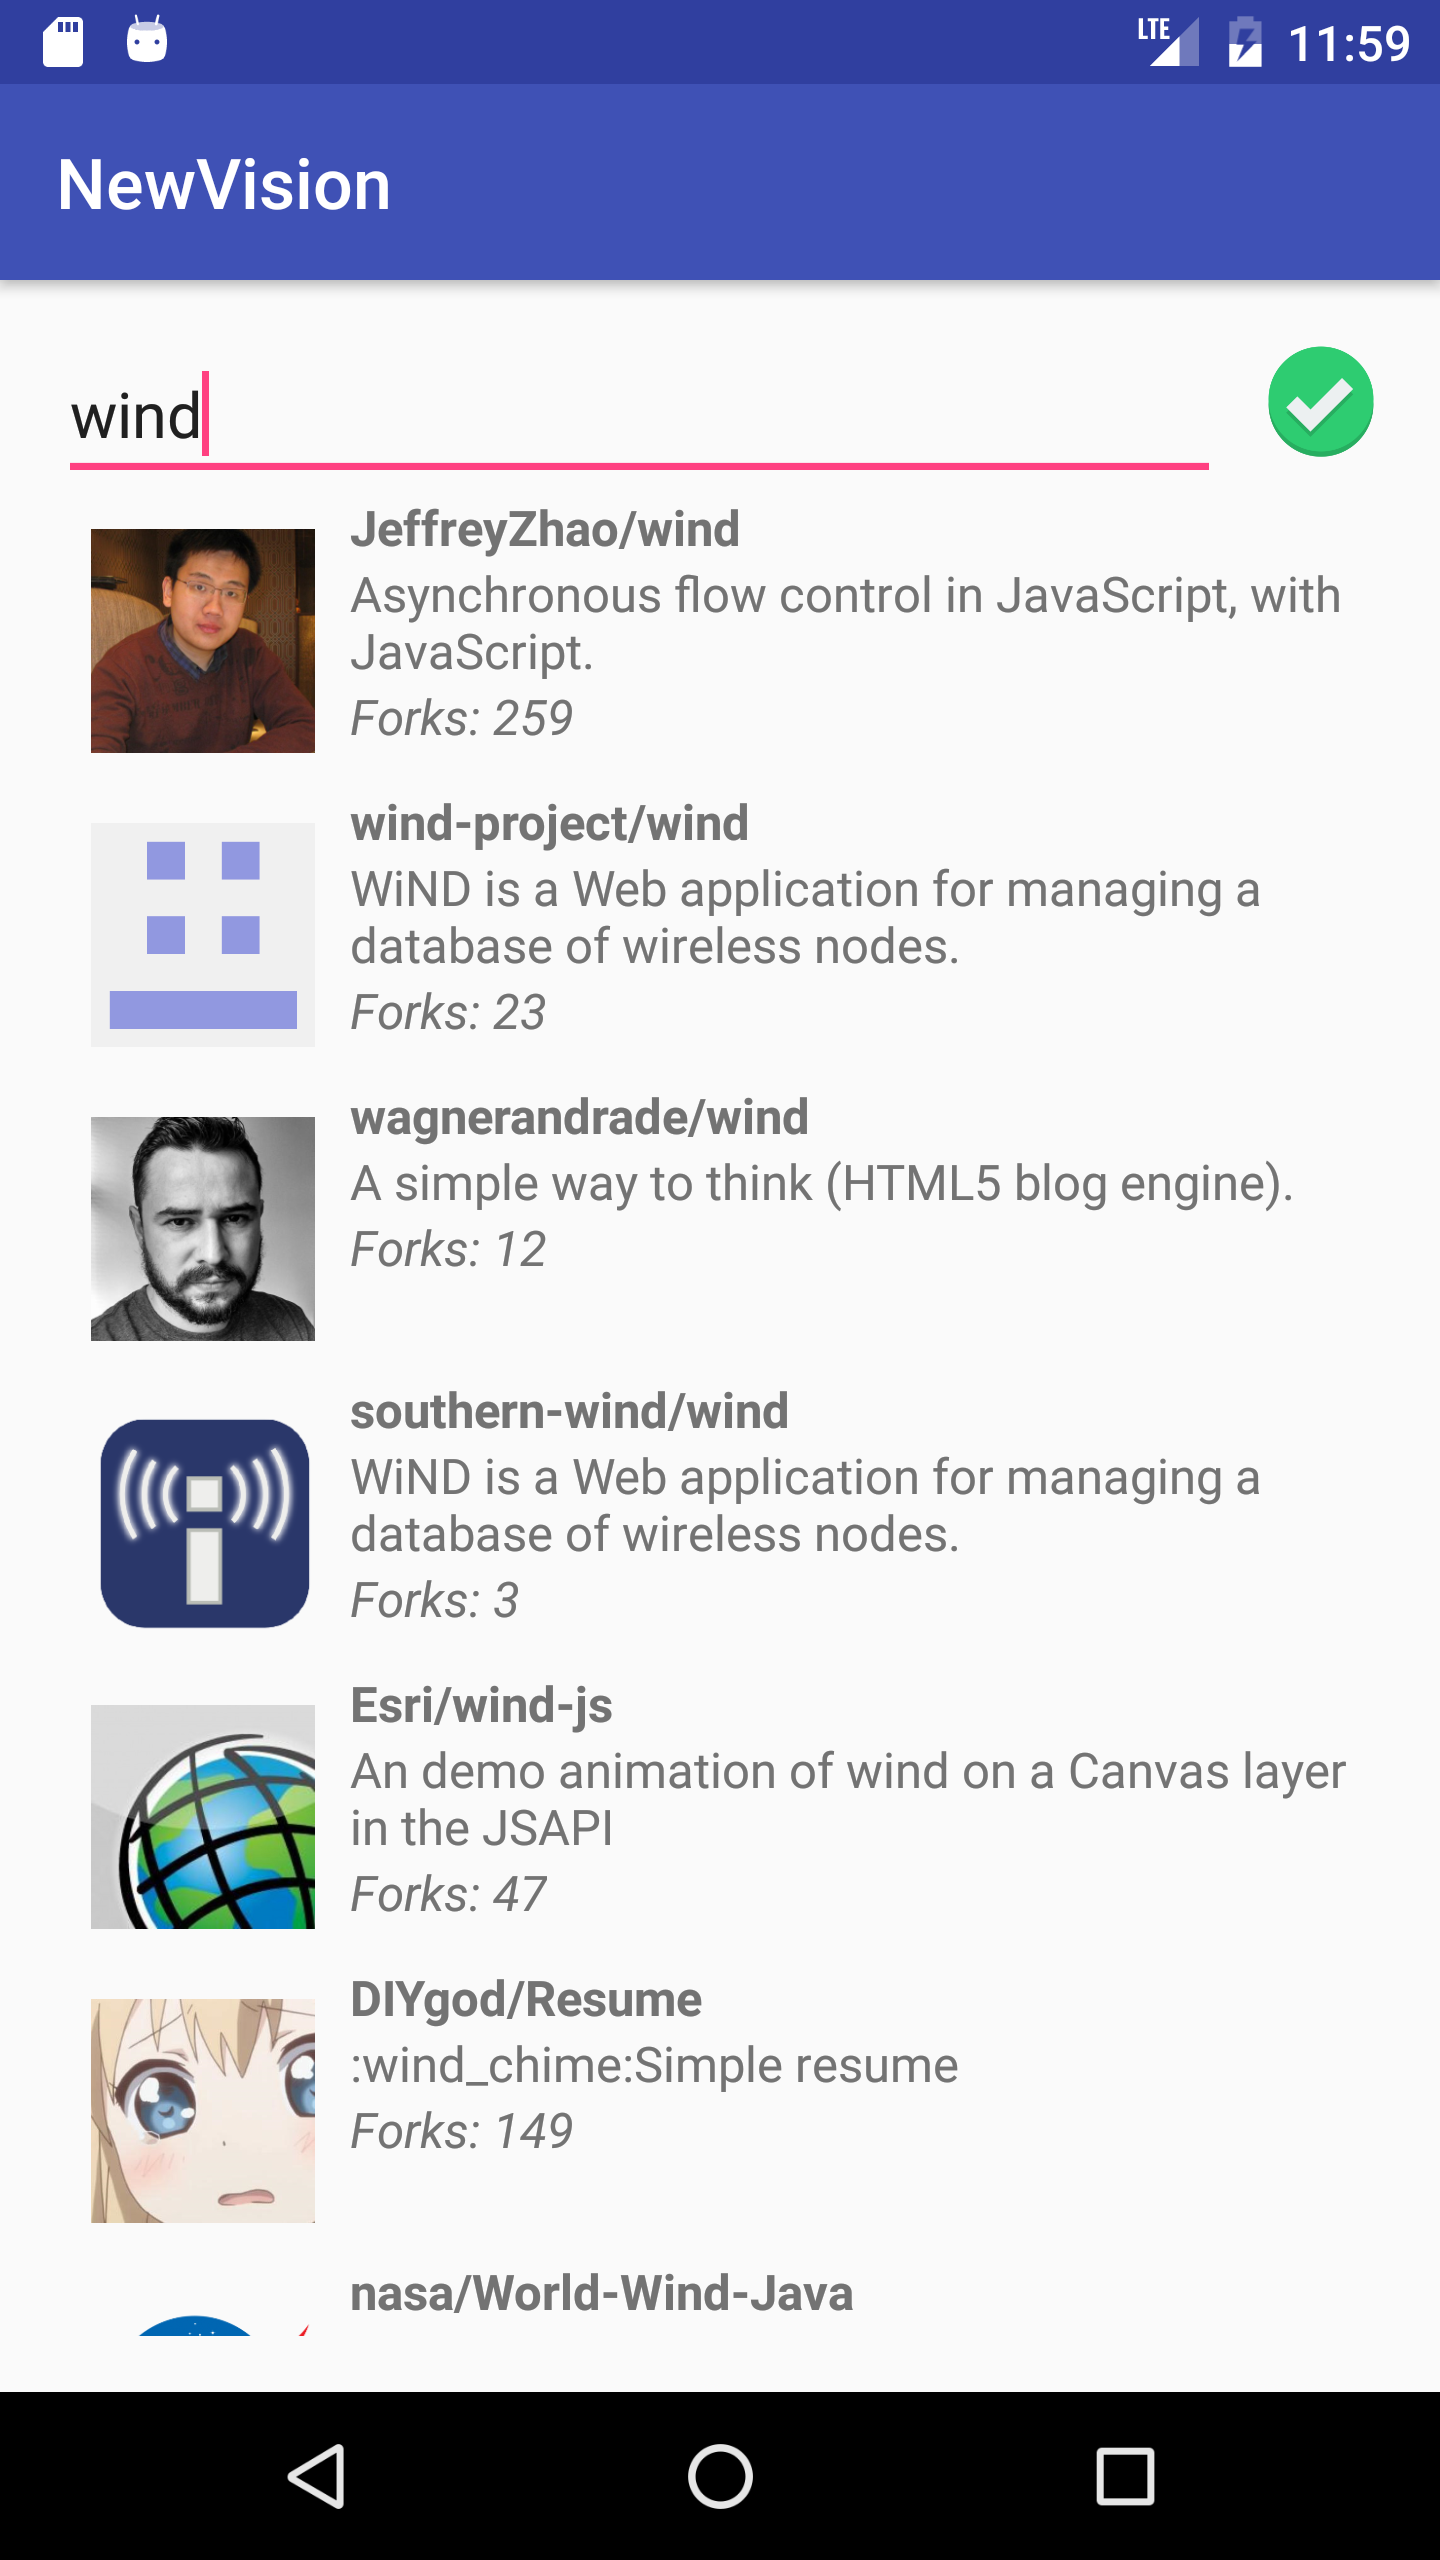 LTE 11:59
NewVision
wind
JeffreyZhao/wind
Asynchronous flow control in JavaScript, with
JavaScript.
Forks: 259
wind-project/wind
WiND is a Web application for managing a
database of wireless nodes.
Forks: 23
wagnerandrade/wind
A simple way to think (HTML5 blog engine).
Forks: 12
southern-wind/wind
WiND is a Web application for managing a
database of wireless nodes.
Forks: 3
Esri/wind-js
An demo animation of wind on a Canvas layer
in the JSAPI
Forks: 47
DIYgod/Resume
:wind_chime:Simple resume
Forks: 149
nasa/World-Wind-Java